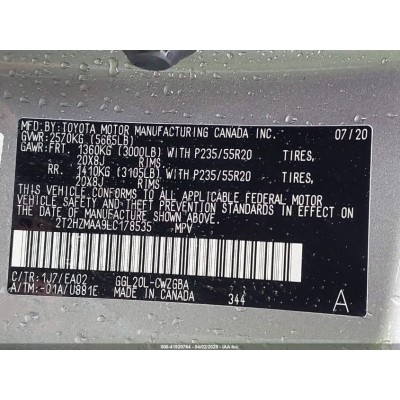 MFD.BY:TOYOTA MOTOR MANUFACTURING CANADA INC. 07/20
GVWR:2570KG (5665LB)
GAWR:FRT. 1360KG (3000LB) WITH P235/55R20 TIRES,
20X8J RIMS
RR. 1410KG (3105LB) WITH P235/55R20 TIRES,
20X8J RIMS
THIS VEHICLE CONFORMS TO ALL APPLICABLE FEDERAL MOTOR
VEHICLE SAFETY STANDARDS IN EFFECT ON THE DATE OF
MANUFACTURE SHOWN ABOVE.
2T2HZMAA9LC178535 MPV
C/TR:1J7/EA02 GGL20L-CWZGBA
A/TM:-01A/U881E MADE IN CANADA 344 A